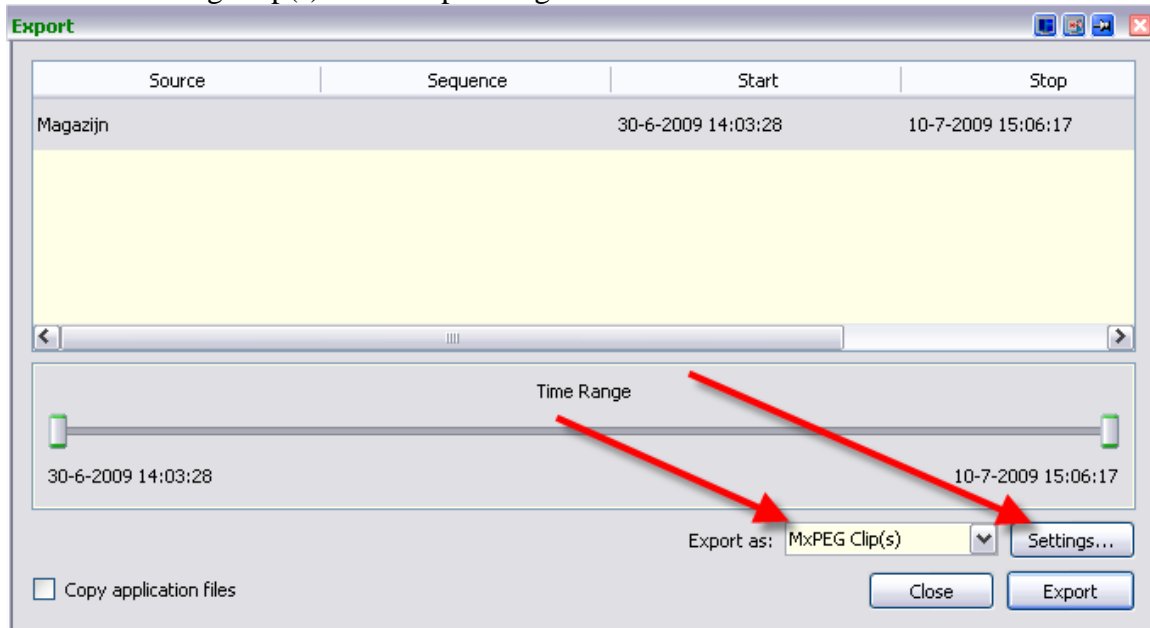 Export
Source Sequence Start Stop
Magazijn 30-6-2009 14:03:28 10-7-2009 15:06:17
Time Range
30-6-2009 14:03:28 10-7-2009 15:06:17
Export as: MxPEG Clip(s) Settings...
Copy application files Close Export